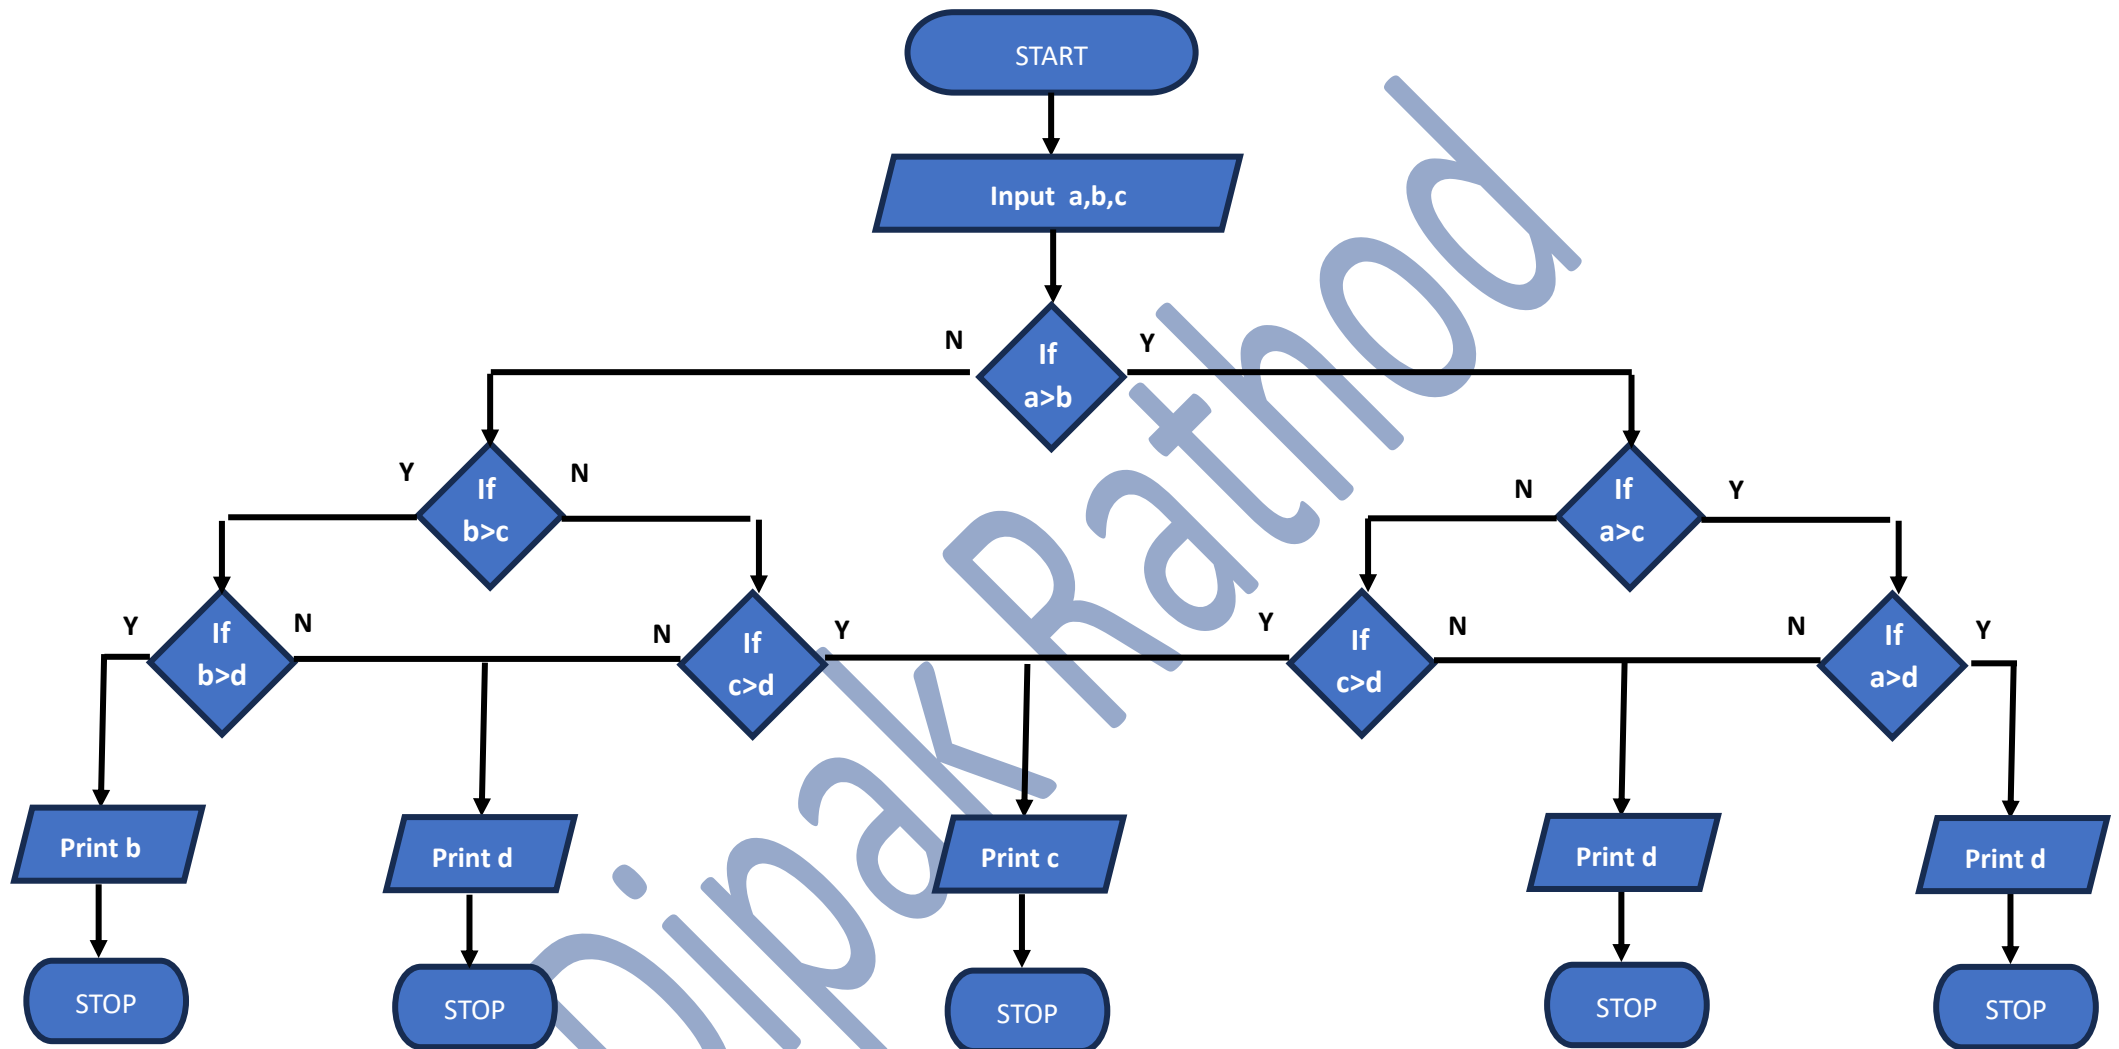 START
Input a,b,c
N
Y
If
a>b
Y
N
If
b>c
N
Y
If
a>c
Y
N
If
b>d
N
Y
If
c>d
Y
N
If
c>d
N
Y
If
a>d
Print b
Print d
Print c
Print d
Print d
STOP
STOP
STOP
STOP
STOP
Dipak Rathod